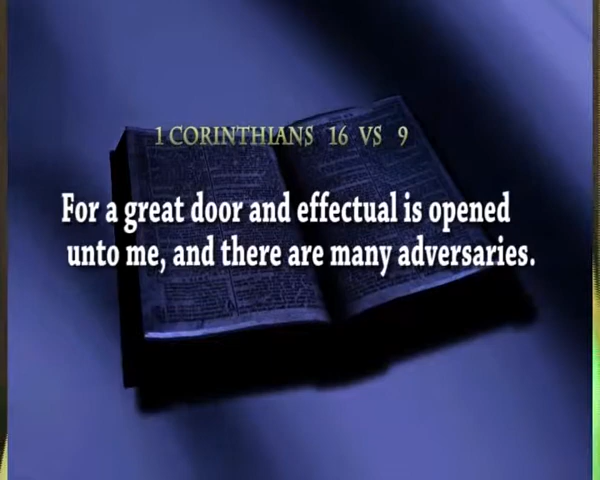 1 CORINTHIANS 16 VS 9
For a great door and effectual is opened
unto me, and there are many adversaries.